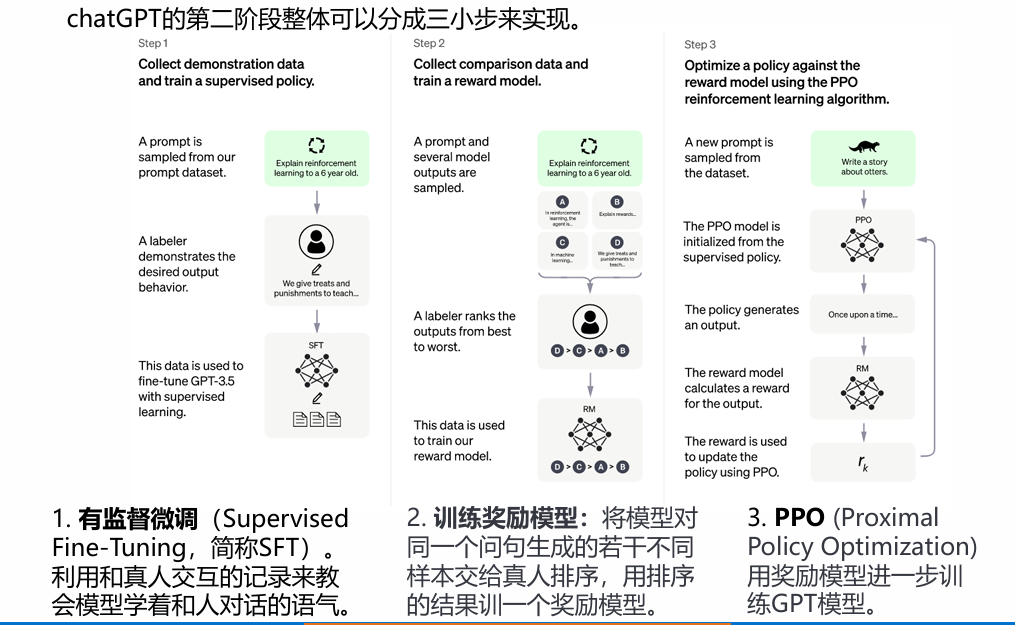 chatGPT的第二阶段整体可以分成三小步来实现。
Step 1
Collect demonstration data
and train a supervised policy.
A prompt is
sampled from our
prompt dataset.
Explain reinforcement
learning to a 6 year old.
A labeler
demonstrates the
desired output
behavior.
We give treats and
punishments to teach...
This data is used to
fine-tune GPT-3.5
with supervised
learning.
SFT
Step 2
Collect comparison data and
train a reward model.
A prompt and
several model
outputs are
sampled.
Explain reinforcement
learning to a 6 year old.
A
In reinforcement
learning, the
agent is...
B
Explain rewards...
C
In machine
learning...
D
We give treats and
punishments to
teach...
A labeler ranks the
outputs from best
to worst.
D > C > A > B
This data is used
to train our
reward model.
RM
D > C > A > B
Step 3
Optimize a policy against the
reward model using the PPO
reinforcement learning algorithm.
A new prompt is
sampled from
the dataset.
Write a story
about otters.
The PPO model is
initialized from the
supervised policy.
PPO
The policy generates
an output.
Once upon a time...
The reward model
calculates a reward
for the output.
RM
The reward is used
to update the
policy using PPO.
rk
1. 有监督微调（Supervised
Fine-Tuning，简称SFT）。
利用和真人交互的记录来教
会模型学着和人对话的语气。
2. 训练奖励模型：将模型对
同一个问句生成的若干不同
样本交给真人排序，用排序
的结果训一个奖励模型。
3. PPO (Proximal
Policy Optimization)
用奖励模型进一步训
练GPT模型。